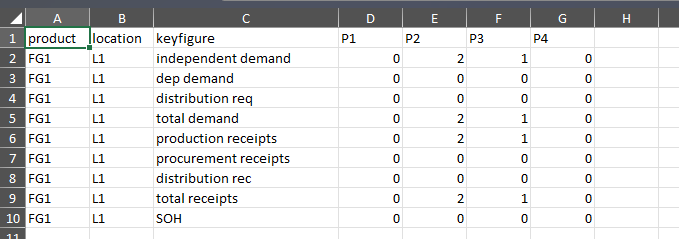 A B C D E F G H
1 product location keyfigure P1 P2 P3 P4
2 FG1 L1 independent demand 0 2 1 0
3 FG1 L1 dep demand 0 0 0 0
4 FG1 L1 distribution req 0 0 0 0
5 FG1 L1 total demand 0 2 1 0
6 FG1 L1 production receipts 0 2 1 0
7 FG1 L1 procurement receipts 0 0 0 0
8 FG1 L1 distribution rec 0 0 0 0
9 FG1 L1 total receipts 0 2 1 0
10 FG1 L1 SOH 0 0 0 0
11